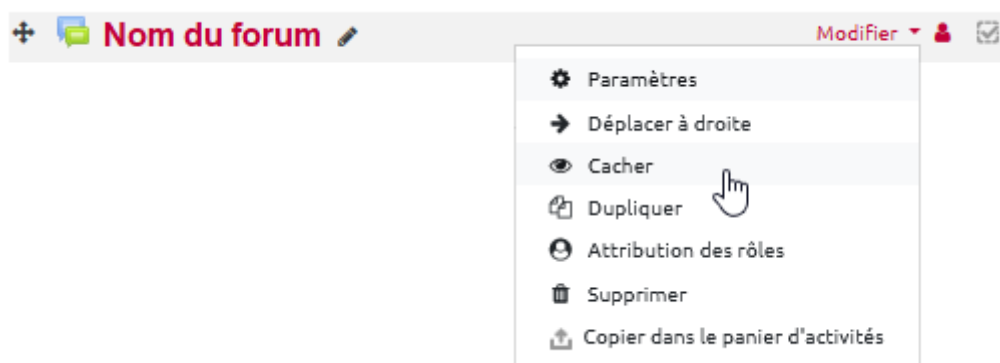 Nom du forum
Modifier
Paramètres
Déplacer à droite
Cacher
Dupliquer
Attribution des rôles
Supprimer
Copier dans le panier d'activités